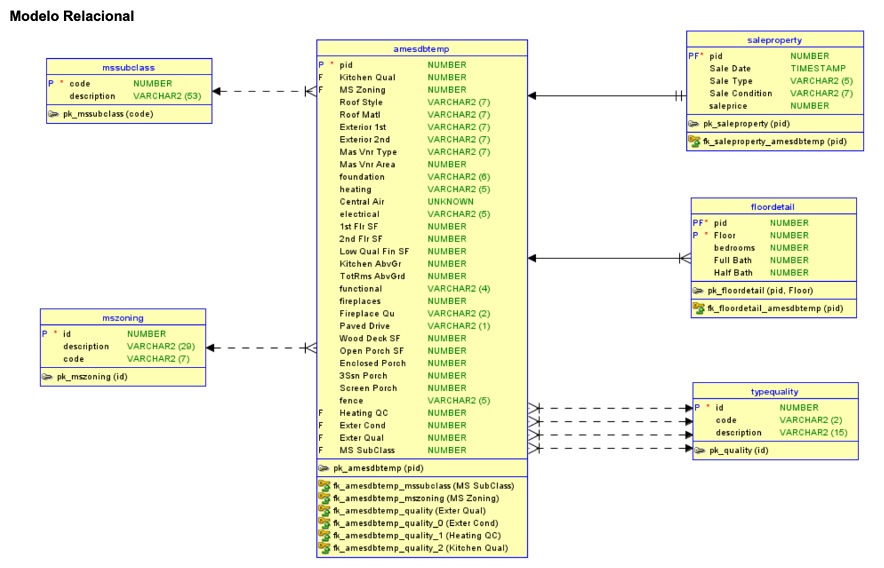 Modelo Relacional
mssubclass
P * code NUMBER
description VARCHAR2 (53)
pk_mssubclass (code)
mszoning
P * id NUMBER
description VARCHAR2 (29)
code VARCHAR2 (7)
pk_mszoning (id)
amesdbtemp
P * pid NUMBER
F Kitchen Qual NUMBER
F MS Zoning NUMBER
Roof Style VARCHAR2 (7)
Roof Matl VARCHAR2 (7)
Exterior 1st VARCHAR2 (7)
Exterior 2nd VARCHAR2 (7)
Mas Vnr Type VARCHAR2 (7)
Mas Vnr Area NUMBER
foundation VARCHAR2 (6)
heating VARCHAR2 (5)
Central Air UNKNOWN
electrical VARCHAR2 (5)
1st Flr SF NUMBER
2nd Flr SF NUMBER
Low Qual Fin SF NUMBER
Kitchen AbvGr NUMBER
TotRms AbvGrd NUMBER
functional VARCHAR2 (4)
fireplaces NUMBER
Fireplace Qu VARCHAR2 (2)
Paved Drive VARCHAR2 (1)
Wood Deck SF NUMBER
Open Porch SF NUMBER
Enclosed Porch NUMBER
3Ssn Porch NUMBER
Screen Porch NUMBER
fence VARCHAR2 (5)
F Heating QC NUMBER
F Exter Cond NUMBER
F Exter Qual NUMBER
F MS SubClass NUMBER
pk_amesdbtemp (pid)
fk_amesdbtemp_mssubclass (MS SubClass)
fk_amesdbtemp_mszoning (MS Zoning)
fk_amesdbtemp_quality (Exter Qual)
fk_amesdbtemp_quality_0 (Exter Cond)
fk_amesdbtemp_quality_1 (Heating QC)
fk_amesdbtemp_quality_2 (Kitchen Qual)
saleproperty
PF* pid NUMBER
Sale Date TIMESTAMP
Sale Type VARCHAR2 (5)
Sale Condition VARCHAR2 (7)
saleprice NUMBER
pk_saleproperty (pid)
fk_saleproperty_amesdbtemp (pid)
floordetail
PF* pid NUMBER
P * Floor NUMBER
bedrooms NUMBER
Full Bath NUMBER
Half Bath NUMBER
pk_floordetail (pid, Floor)
fk_floordetail_amesdbtemp (pid)
typequality
P * id NUMBER
code VARCHAR2 (2)
description VARCHAR2 (15)
pk_quality (id)